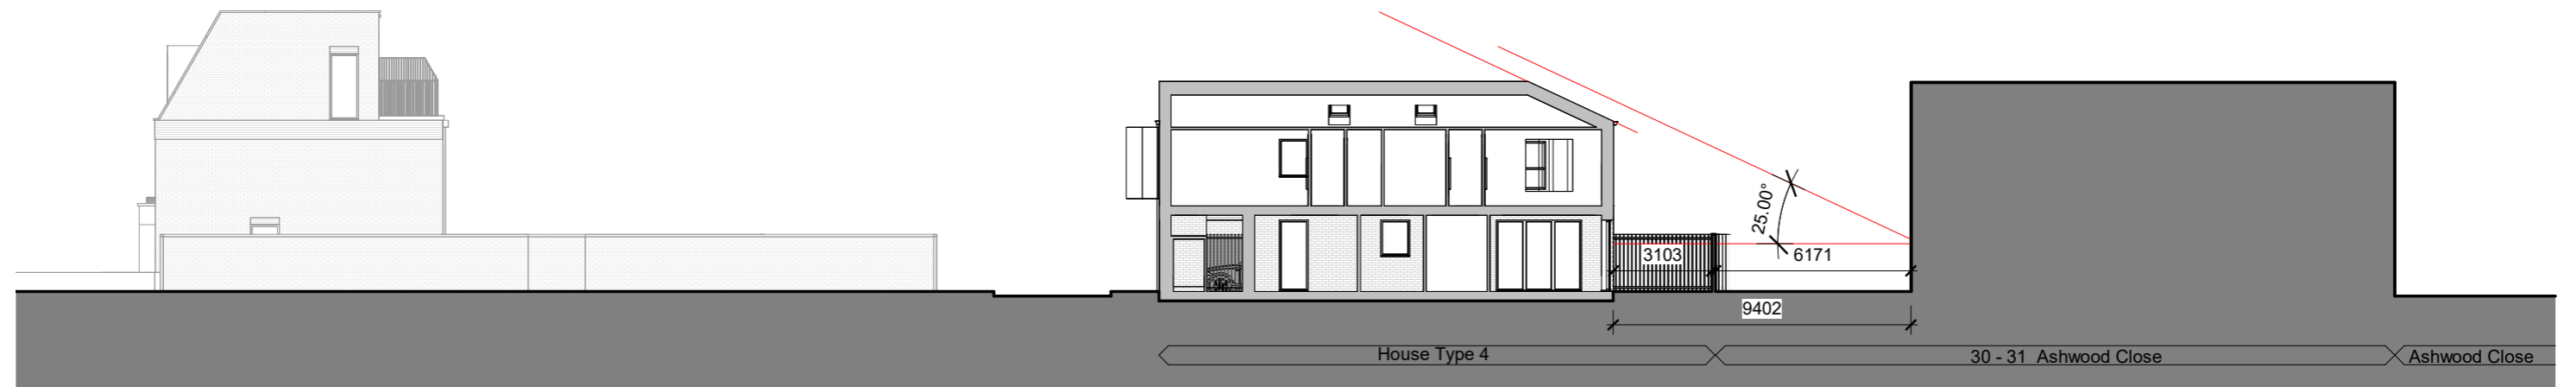 25.00°
3103
6171
9402
House Type 4
30 - 31 Ashwood Close
Ashwood Close